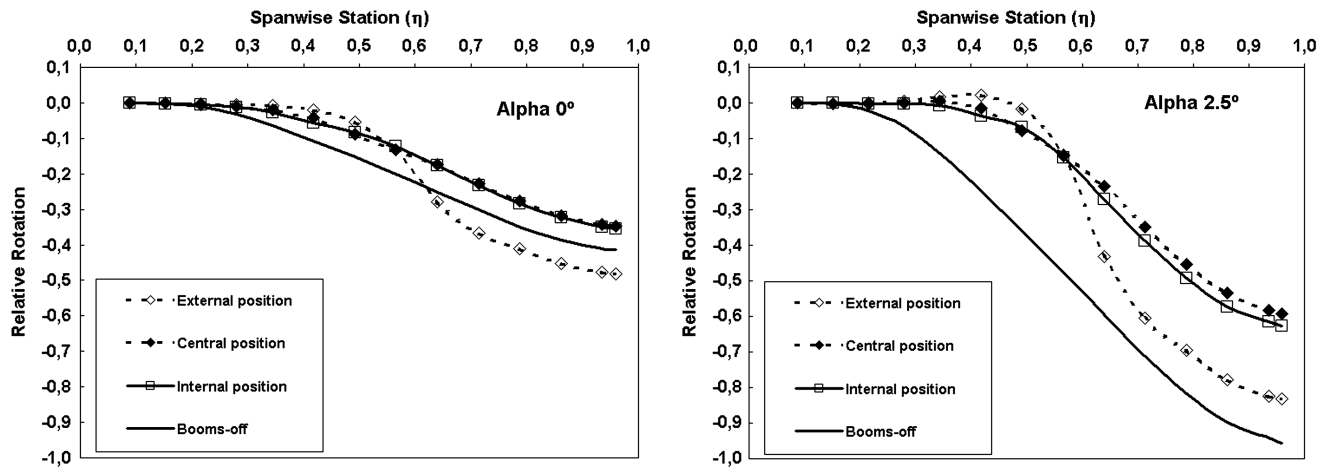 Spanwise Station (η)
0,0 0,1 0,2 0,3 0,4 0,5 0,6 0,7 0,8 0,9 1,0
0,1
0,0
-0,1
-0,2
-0,3
-0,4
-0,5
-0,6
-0,7
-0,8
-0,9
-1,0
Relative Rotation
Alpha 0º
External position
Central position
Internal position
Booms-off
Spanwise Station (η)
0,0 0,1 0,2 0,3 0,4 0,5 0,6 0,7 0,8 0,9 1,0
0,1
0,0
-0,1
-0,2
-0,3
-0,4
-0,5
-0,6
-0,7
-0,8
-0,9
-1,0
Relative Rotation
Alpha 2.5º
External position
Central position
Internal position
Booms-off